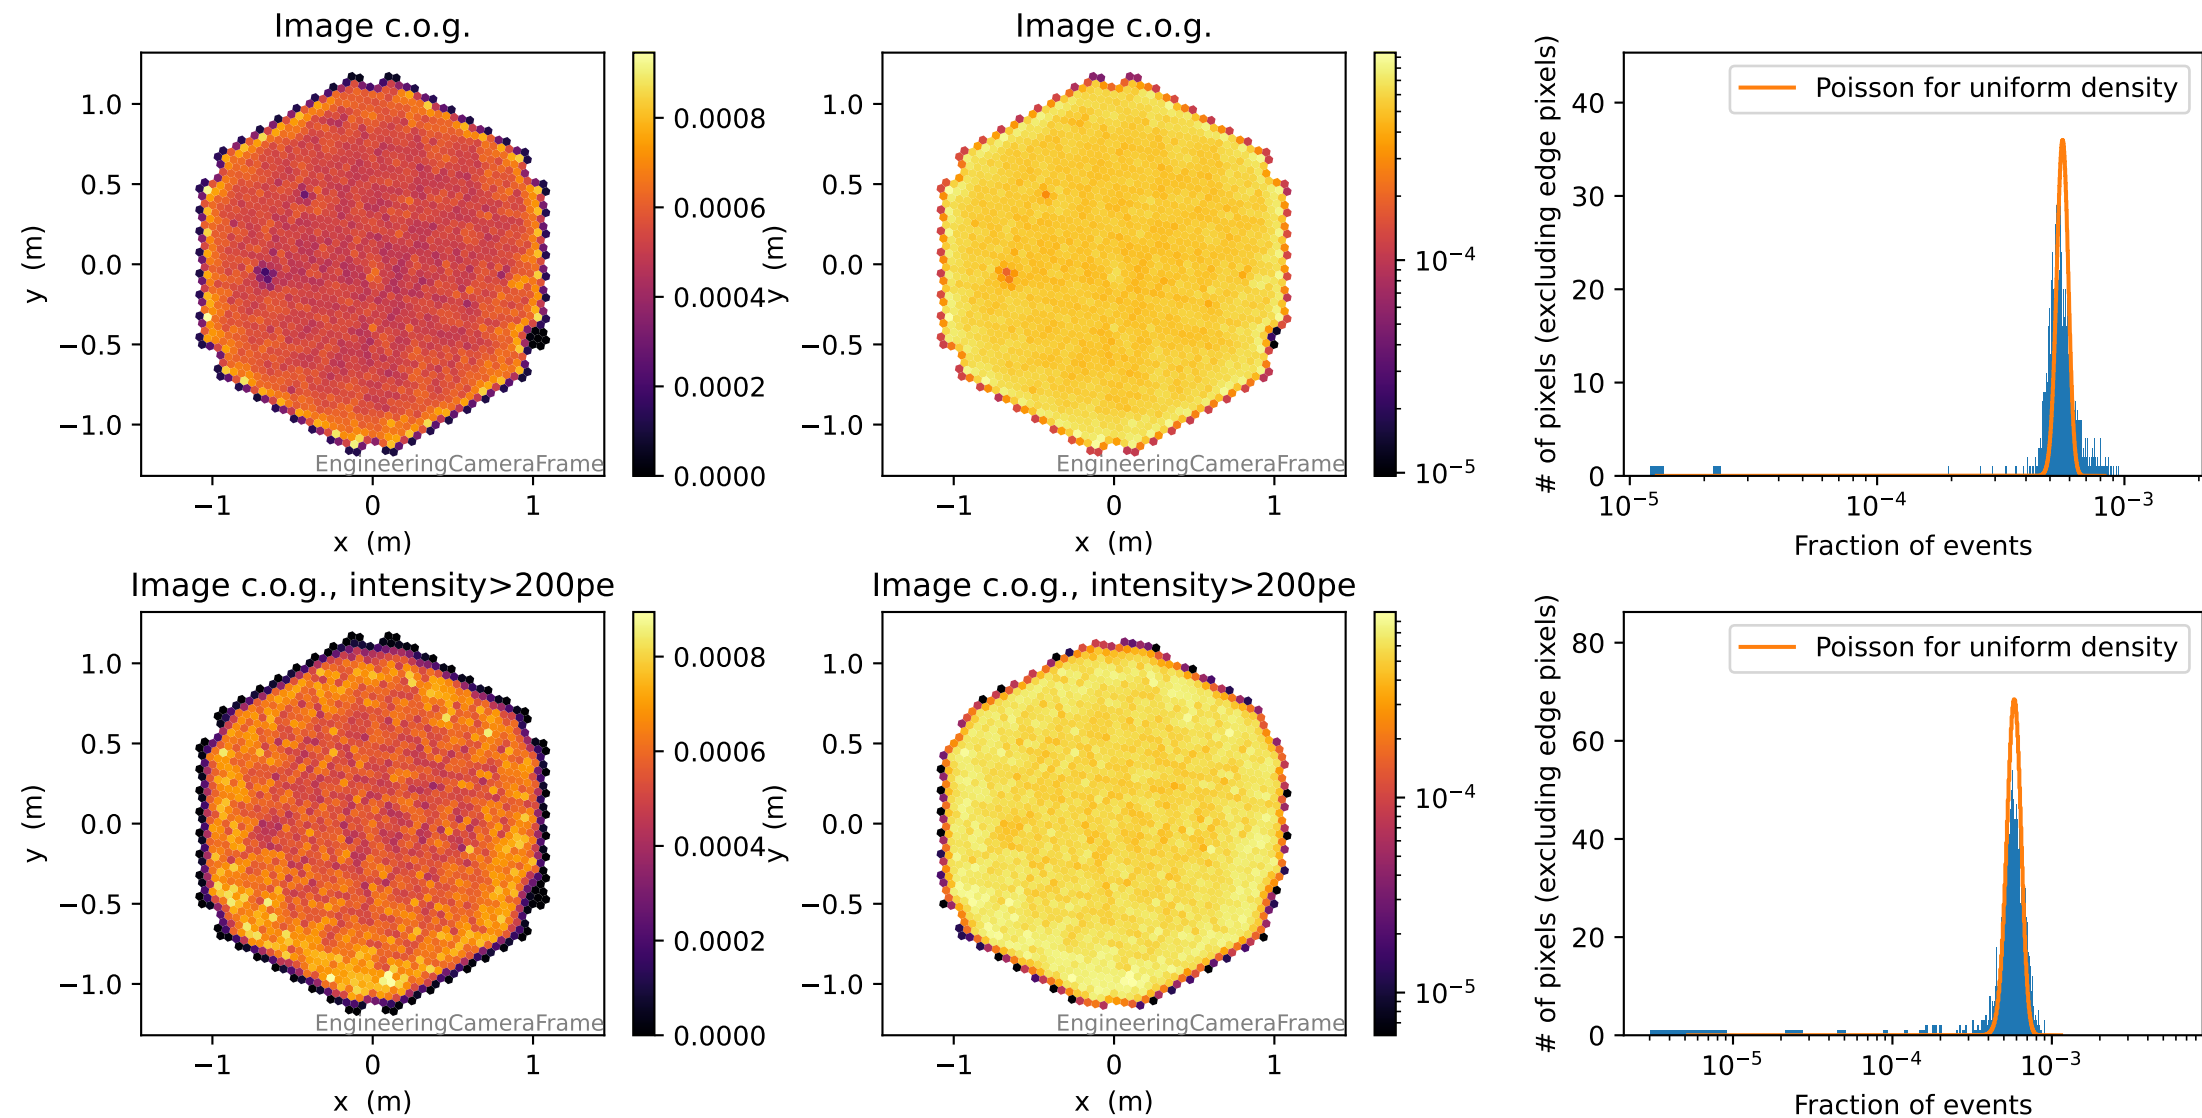 Image c.o.g.
1.0
0.5
0.0
−0.5
−1.0
y (m)
−1
0
1
x (m)
EngineeringCameraFrame
0.0008
0.0006
0.0004
0.0002
0.0000
Image c.o.g.
1.0
0.5
0.0
−0.5
−1.0
y (m)
−1
0
1
x (m)
EngineeringCameraFrame
10⁻⁴
10⁻⁵
# of pixels (excluding edge pixels)
40
30
20
10
0
Poisson for uniform density
10⁻⁵
10⁻⁴
10⁻³
Fraction of events
Image c.o.g., intensity>200pe
1.0
0.5
0.0
−0.5
−1.0
y (m)
−1
0
1
x (m)
EngineeringCameraFrame
0.0008
0.0006
0.0004
0.0002
0.0000
Image c.o.g., intensity>200pe
1.0
0.5
0.0
−0.5
−1.0
y (m)
−1
0
1
x (m)
EngineeringCameraFrame
10⁻⁴
10⁻⁵
# of pixels (excluding edge pixels)
80
60
40
20
0
Poisson for uniform density
10⁻⁵
10⁻⁴
10⁻³
Fraction of events